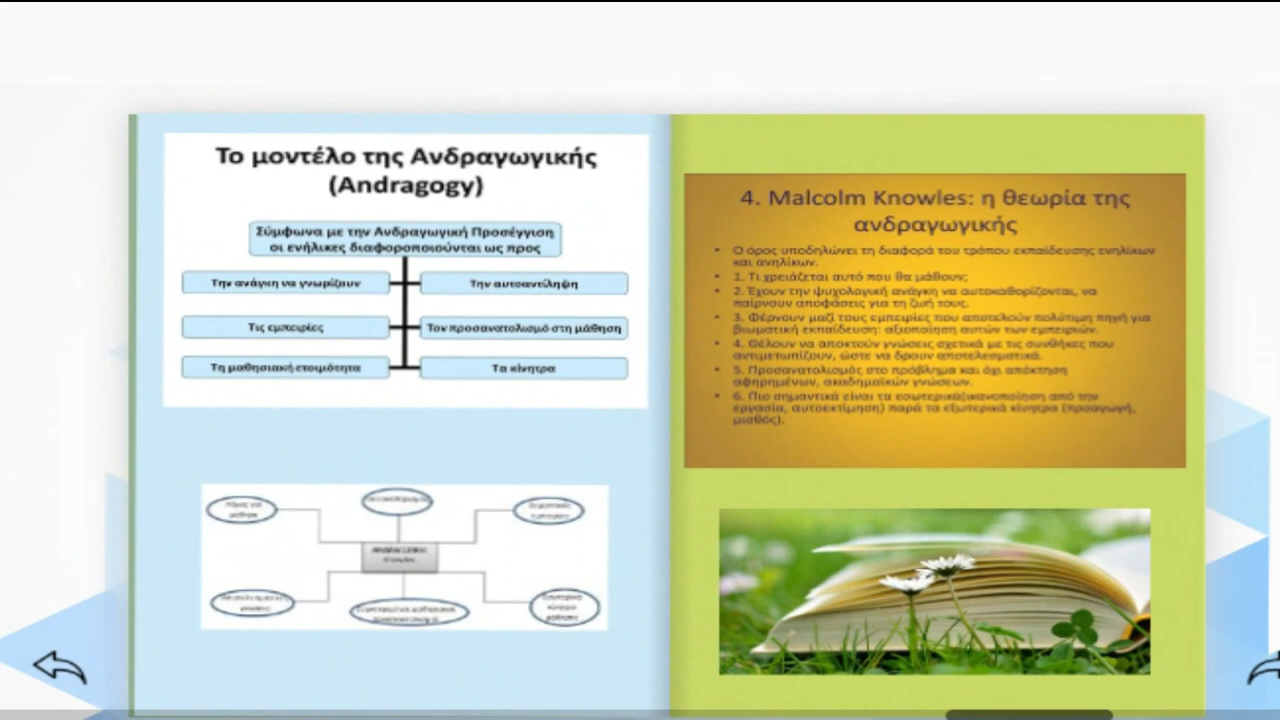 Το μοντέλο της Ανδραγωγικής
(Andragogy)
Σύμφωνα με την Ανδραγωγική Προσέγγιση
οι ενήλικες διαφοροποιούνται ως προς
Την ανάγκη να γνωρίζουν
Την αυτοαντίληψη
Τις εμπειρίες
Τον προσανατολισμό στη μάθηση
Τη μαθησιακή ετοιμότητα
Τα κίνητρα
ΑΝΔΡΑΓΩΓΙΚΗ
Knowles
4. Malcolm Knowles: η θεωρία της
ανδραγωγικής
• Ο όρος υποδηλώνει τη διαφορά του τρόπου εκπαίδευσης ενηλίκων
και ανηλίκων.
• 1. Τι χρειάζεται αυτό που θα μάθουν;
• 2. Έχουν την ψυχολογική ανάγκη να αυτοκαθορίζονται, να
παίρνουν αποφάσεις για τη ζωή τους.
• 3. Φέρνουν μαζί τους εμπειρίες που αποτελούν πολύτιμη πηγή για
βιωματική εκπαίδευση: αξιοποίηση αυτών των εμπειριών.
• 4. Θέλουν να αποκτούν γνώσεις σχετικά με τις συνθήκες που
αντιμετωπίζουν, ώστε να δρουν αποτελεσματικά.
• 5. Προσανατολισμός στο πρόβλημα και όχι απόκτηση
αφηρημένων, ακαδημαϊκών γνώσεων.
• 6. Πιο σημαντικά είναι τα εσωτερικά(ικανοποίηση από την
εργασία, αυτοεκτίμηση) παρά τα εξωτερικά κίνητρα (προαγωγή,
μισθός).